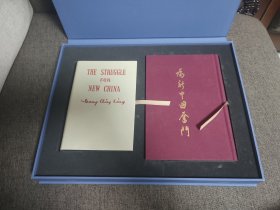 THE STRUGGLE
FOR
NEW CHINA
Soong Ching Ling
為新中國奮鬥